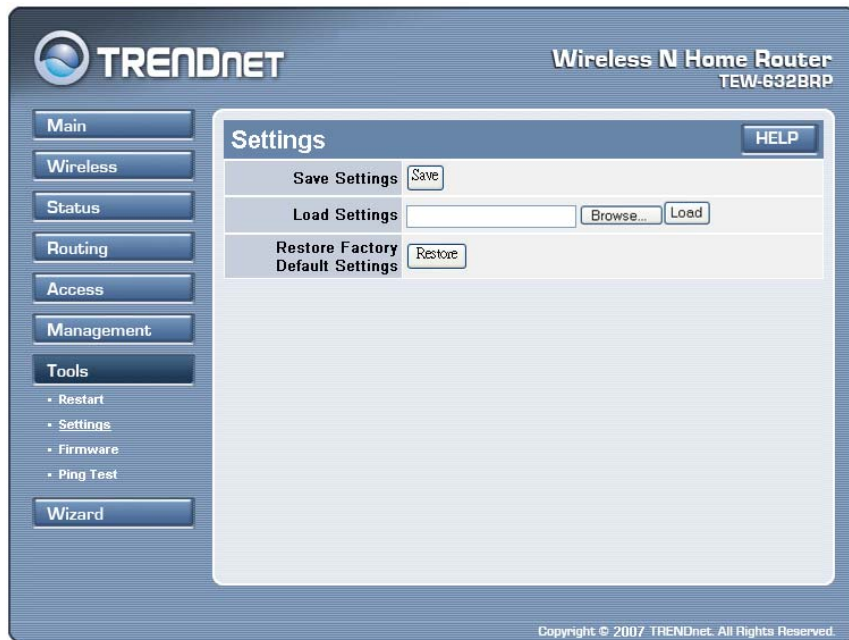 TRENDnet
Wireless N Home Router
TEW-632BRP
Main
Wireless
Status
Routing
Access
Management
Tools
• Restart
• Settings
• Firmware
• Ping Test
Wizard
Settings
HELP
Save Settings Save
Load Settings Browse... Load
Restore Factory
Default Settings Restore
Copyright © 2007 TRENDnet. All Rights Reserved.